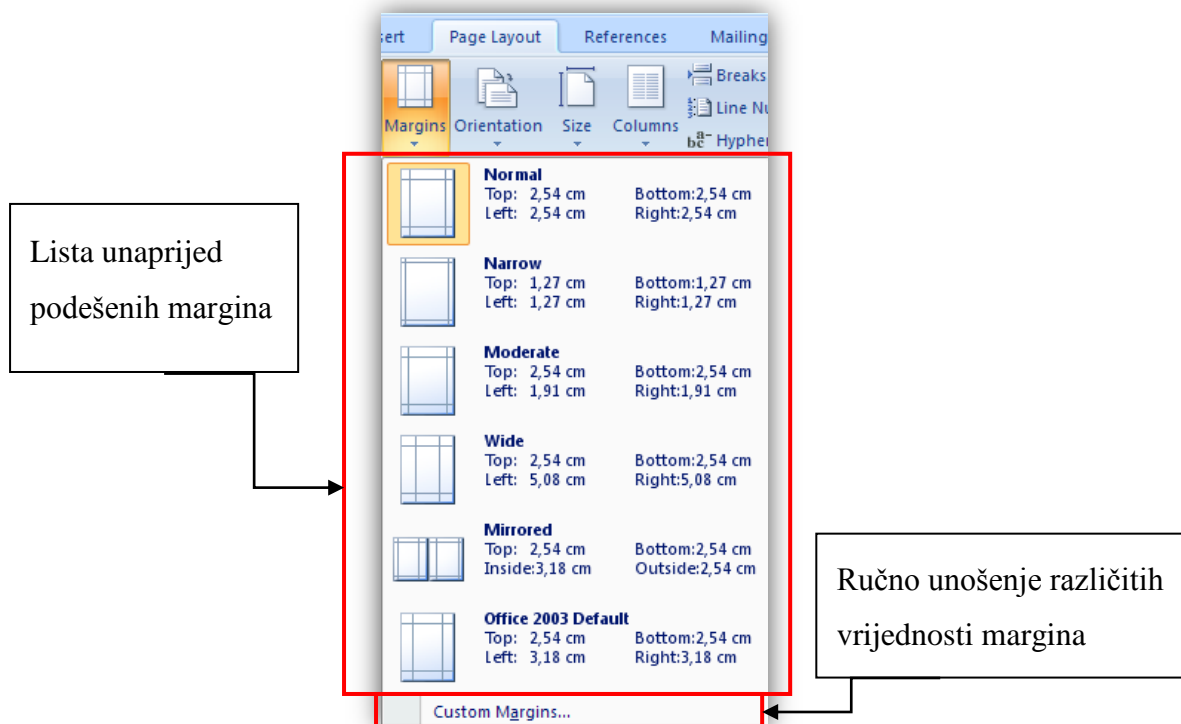 sert Page Layout References Mailing
Breaks
Line Nu
Margins Orientation Size Columns
Hyphen
Normal
Top: 2,54 cm Bottom:2,54 cm
Left: 2,54 cm Right:2,54 cm
Narrow
Top: 1,27 cm Bottom:1,27 cm
Left: 1,27 cm Right:1,27 cm
Moderate
Top: 2,54 cm Bottom:2,54 cm
Left: 1,91 cm Right:1,91 cm
Wide
Top: 2,54 cm Bottom:2,54 cm
Left: 5,08 cm Right:5,08 cm
Mirrored
Top: 2,54 cm Bottom:2,54 cm
Inside:3,18 cm Outside:2,54 cm
Office 2003 Default
Top: 2,54 cm Bottom:2,54 cm
Left: 3,18 cm Right:3,18 cm
Custom Margins...
Lista unaprijed
podešenih margina
Ručno unošenje različitih
vrijednosti margina